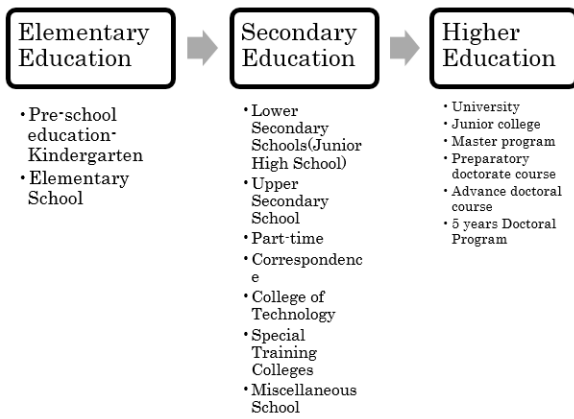 Elementary
Education
• Pre-school
education-
Kindergarten
• Elementary
School
Secondary
Education
• Lower
Secondary
Schools(Junior
High School)
• Upper
Secondary
School
• Part-time
• Correspondenc
e
• College of
Technology
• Special
Training
Colleges
• Miscellaneous
School
Higher
Education
• University
• Junior college
• Master program
• Preparatory
doctorate course
• Advance doctoral
course
• 5 years Doctoral
Program